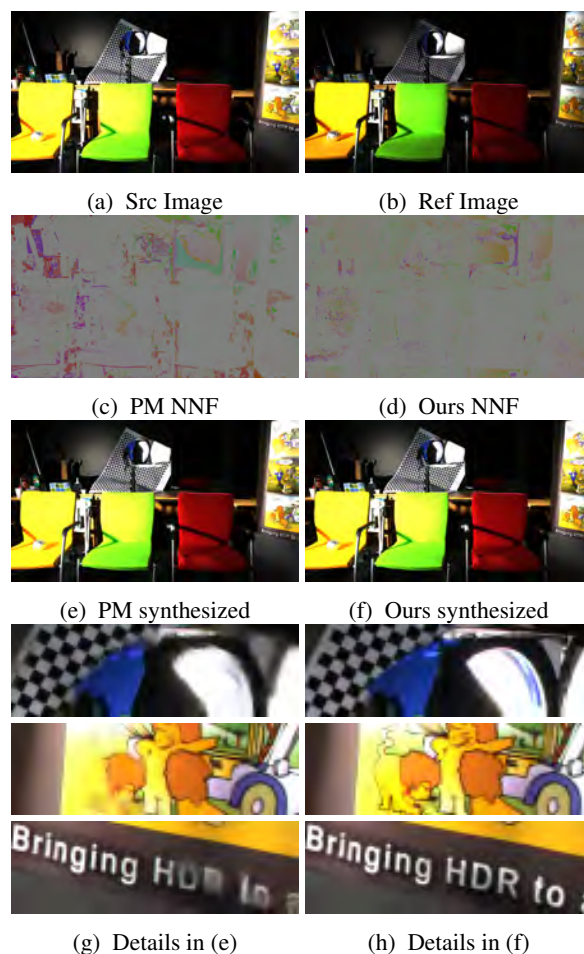 (a) Src Image
(b) Ref Image
(c) PM NNF
(d) Ours NNF
(e) PM synthesized
(f) Ours synthesized
Bringing
Bringing HDR to
(g) Details in (e)
(h) Details in (f)